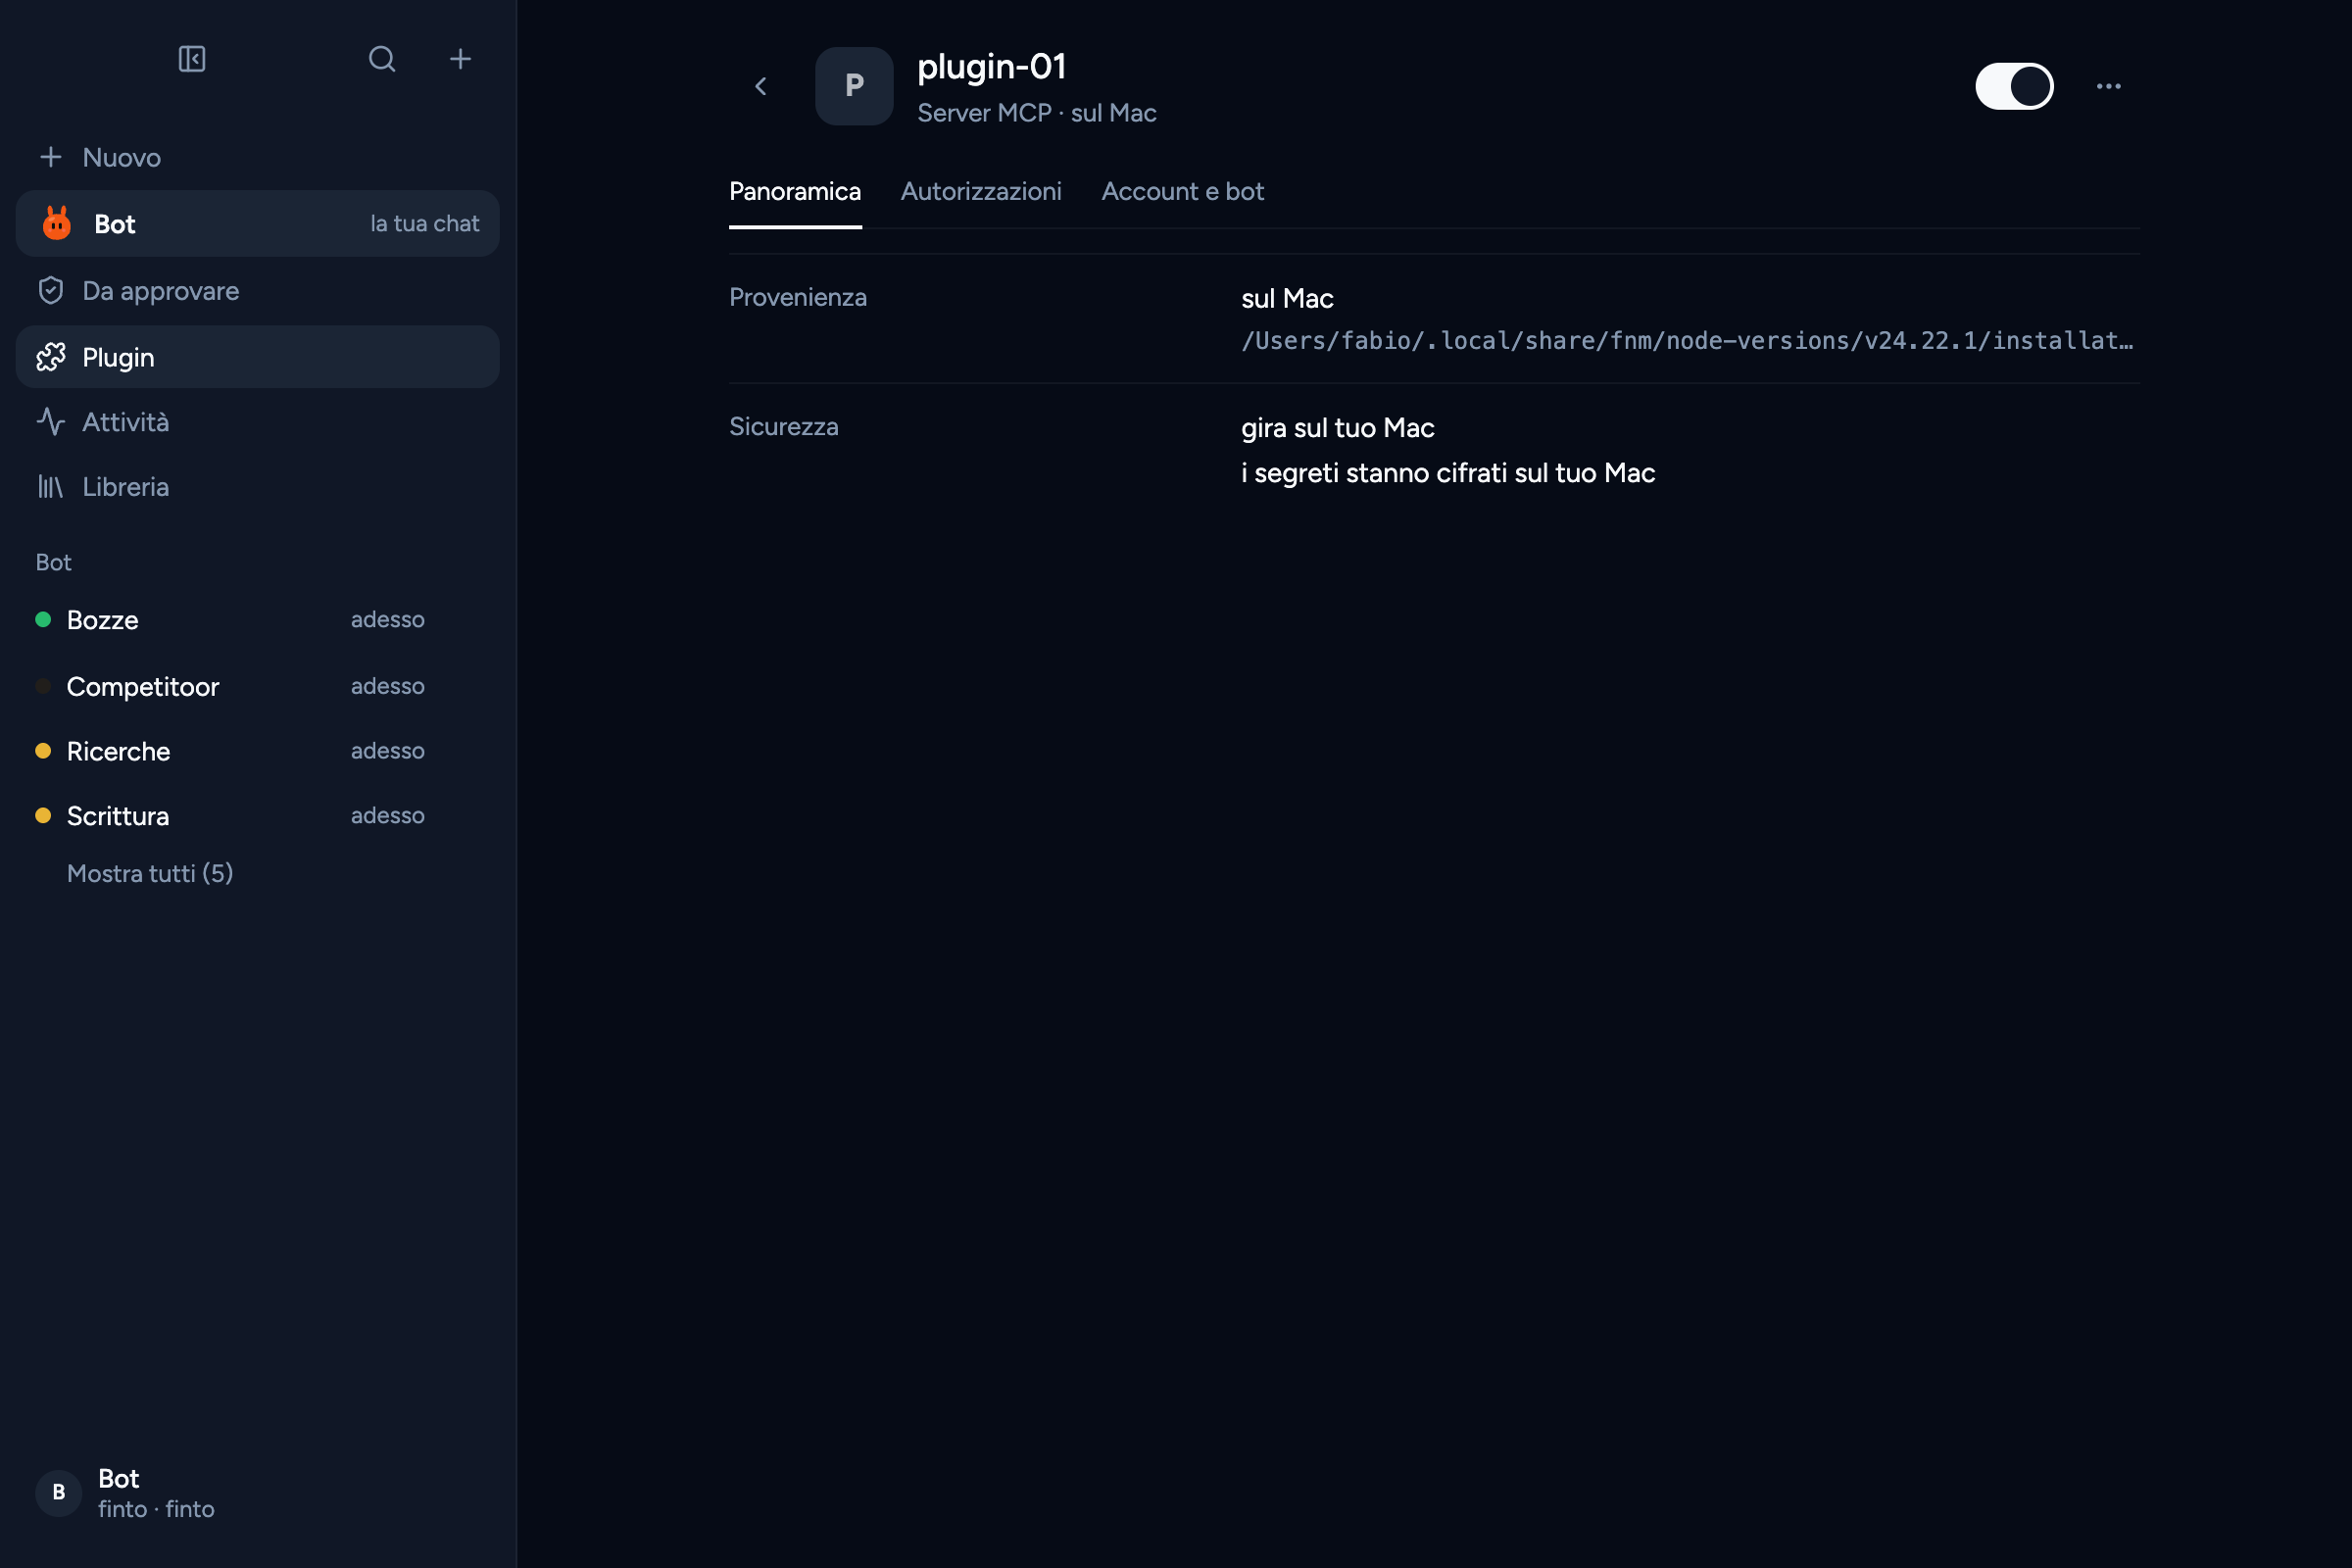 Nuovo
Bot la tua chat
Da approvare
Plugin
Attività
Libreria
Bot
Bozze adesso
Competitoor adesso
Ricerche adesso
Scrittura adesso
Mostra tutti (5)
B
Bot
finto · finto
P
plugin-01
Server MCP · sul Mac
Panoramica Autorizzazioni Account e bot
Provenienza sul Mac
/Users/fabio/.local/share/fnm/node-versions/v24.22.1/installat…
Sicurezza gira sul tuo Mac
i segreti stanno cifrati sul tuo Mac